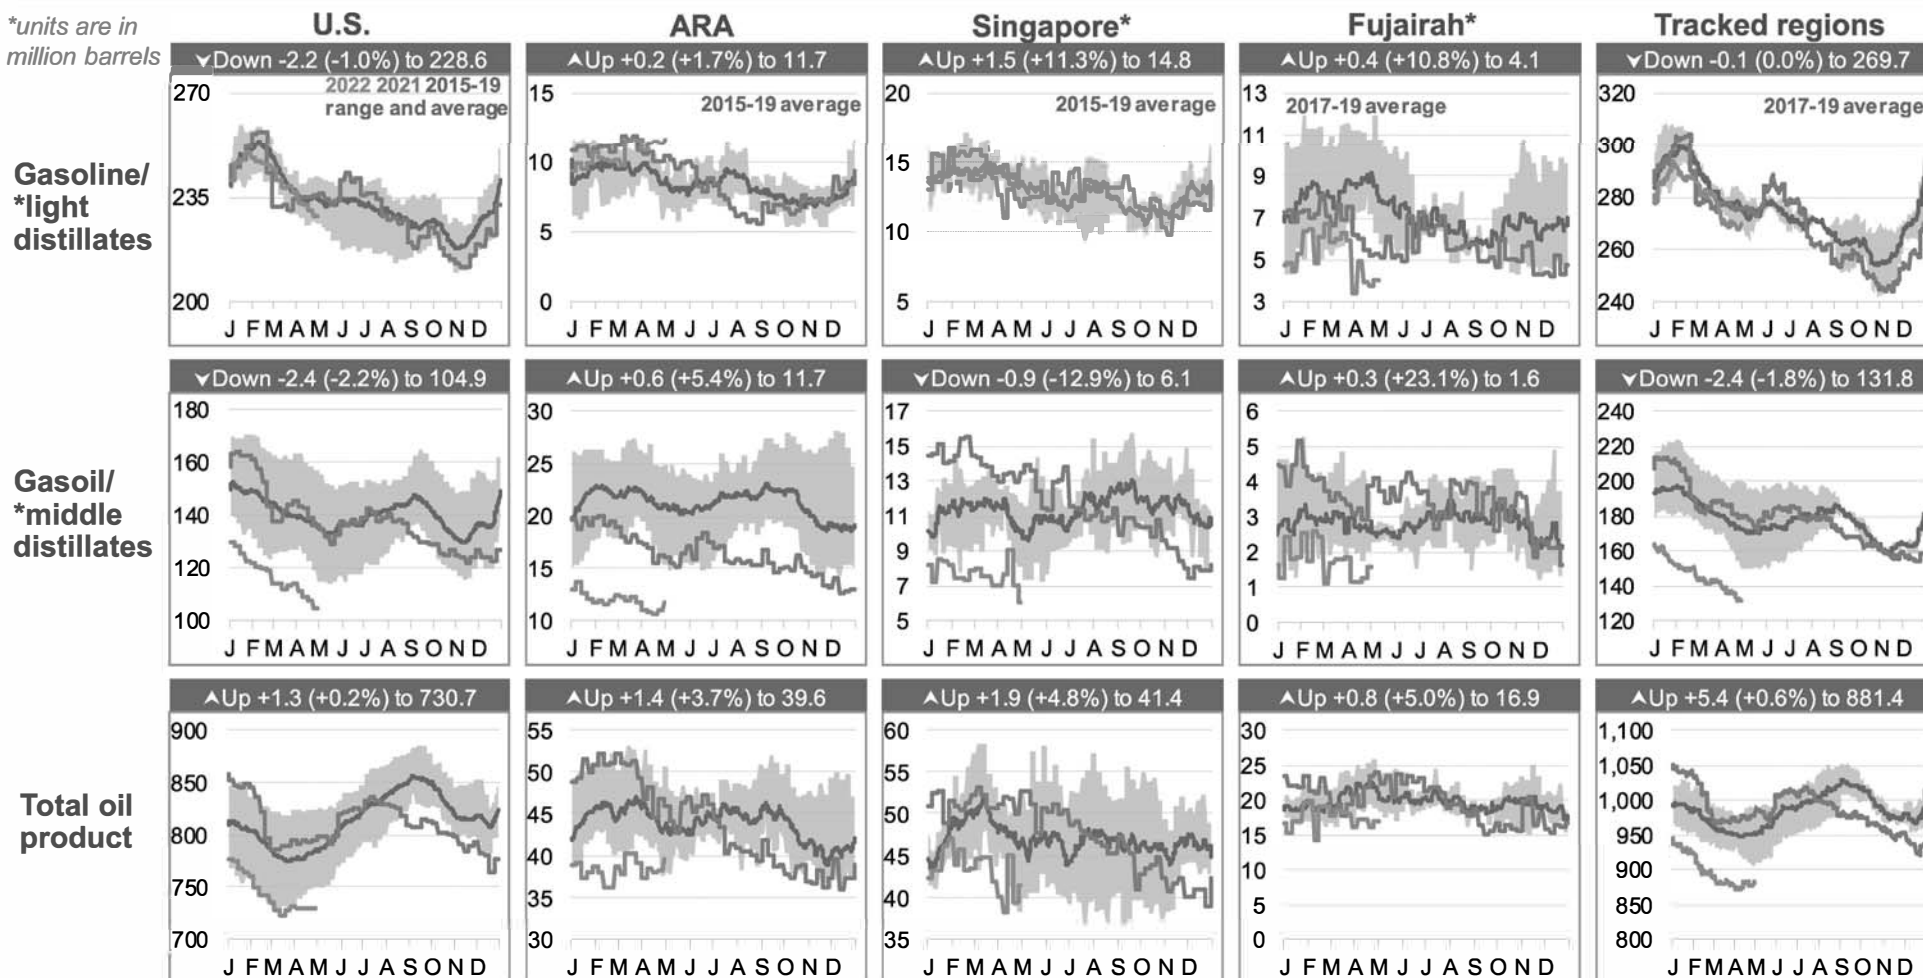 *units are in
million barrels
U.S.
ARA
Singapore*
Fujairah*
Tracked regions
Gasoline/
*light
distillates
Down -2.2 (-1.0%) to 228.6
2022 2021 2015-19
range and average
270
235
200
J F M A M J J A S O N D
Up +0.2 (+1.7%) to 11.7
2015-19 average
15
10
5
0
J F M A M J J A S O N D
Up +1.5 (+11.3%) to 14.8
2015-19 average
20
15
10
5
J F M A M J J A S O N D
Up +0.4 (+10.8%) to 4.1
2017-19 average
13
11
9
7
5
3
J F M A M J J A S O N D
Down -0.1 (0.0%) to 269.7
2017-19 average
320
300
280
260
240
J F M A M J J A S O N D
Gasoil/
*middle
distillates
Down -2.4 (-2.2%) to 104.9
180
160
140
120
100
J F M A M J J A S O N D
Up +0.6 (+5.4%) to 11.7
30
25
20
15
10
J F M A M J J A S O N D
Down -0.9 (-12.9%) to 6.1
17
15
13
11
9
7
5
J F M A M J J A S O N D
Up +0.3 (+23.1%) to 1.6
6
5
4
3
2
1
0
J F M A M J J A S O N D
Down -2.4 (-1.8%) to 131.8
240
220
200
180
160
140
120
J F M A M J J A S O N D
Total oil
product
Up +1.3 (+0.2%) to 730.7
900
850
800
750
700
J F M A M J J A S O N D
Up +1.4 (+3.7%) to 39.6
55
50
45
40
35
30
J F M A M J J A S O N D
Up +1.9 (+4.8%) to 41.4
60
55
50
45
40
35
J F M A M J J A S O N D
Up +0.8 (+5.0%) to 16.9
30
25
20
15
10
5
0
J F M A M J J A S O N D
Up +5.4 (+0.6%) to 881.4
1,100
1,050
1,000
950
900
850
800
J F M A M J J A S O N D